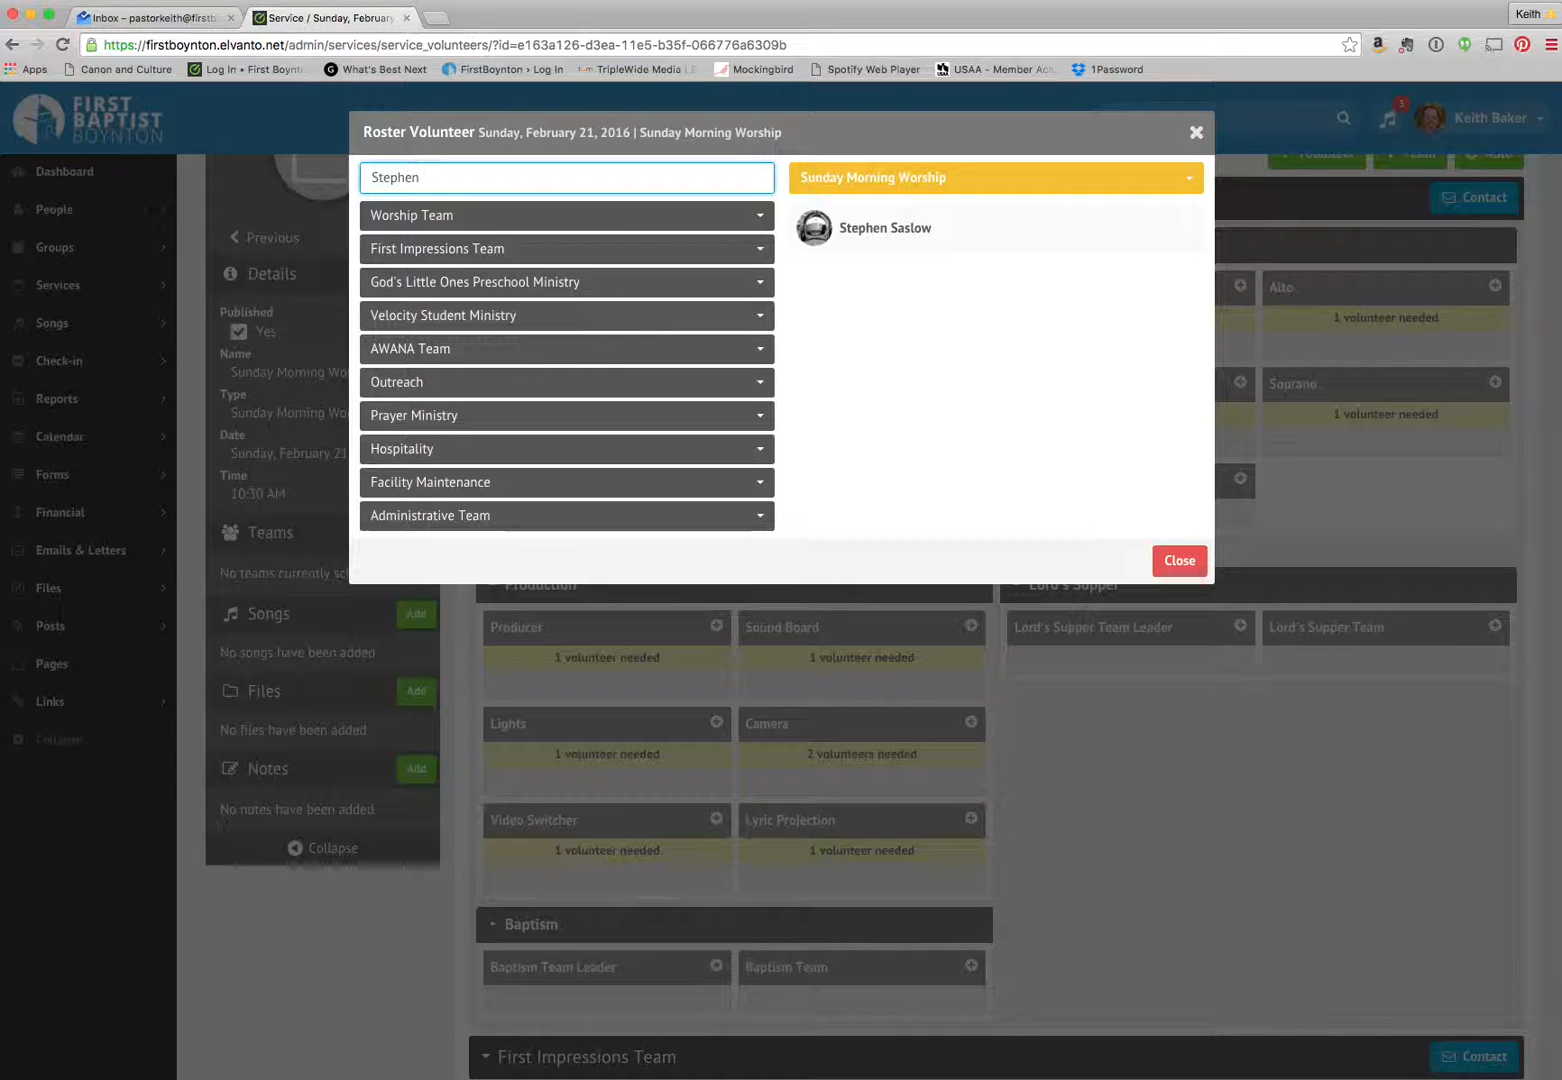 Inbox – pastorkeith@firstb
Service / Sunday, February
Keith
https://firstboynton.elvanto.net/admin/services/service_volunteers/?id=e163a126-d3ea-11e5-b35f-066776a6309b
Apps
Canon and Culture
Log In • First Boynt
What's Best Next
FirstBoynton › Log In
TripleWide Media |
Mockingbird
Spotify Web Player
USAA - Member Acc
1Password
FIRST
BAPTIST
BOYNTON
3
Keith Baker
Roster Volunteer Sunday, February 21, 2016 | Sunday Morning Worship
Stephen
Worship Team
First Impressions Team
God's Little Ones Preschool Ministry
Velocity Student Ministry
AWANA Team
Outreach
Prayer Ministry
Hospitality
Facility Maintenance
Administrative Team
Sunday Morning Worship
Stephen Saslow
Close
Dashboard
People
Groups
Services
Songs
Check-in
Reports
Calendar
Forms
Financial
Emails & Letters
Files
Posts
Pages
Links
Collapse
Previous
Details
Published
Yes
Name
Sunday Morning Wo
Type
Sunday Morning Wo
Date
Sunday, February 21
Time
10:30 AM
Teams
No teams currently sc
Songs
Add
No songs have been added
Files
Add
No files have been added
Notes
Add
No notes have been added
Collapse
Volunteer
Team
Auto
Contact
Alto
1 volunteer needed
Soprano
1 volunteer needed
Production
Lord's Supper
Producer
1 volunteer needed
Sound Board
1 volunteer needed
Lord's Supper Team Leader
Lord's Supper Team
Lights
1 volunteer needed
Camera
2 volunteers needed
Video Switcher
1 volunteer needed
Lyric Projection
1 volunteer needed
Baptism
Baptism Team Leader
Baptism Team
First Impressions Team
Contact